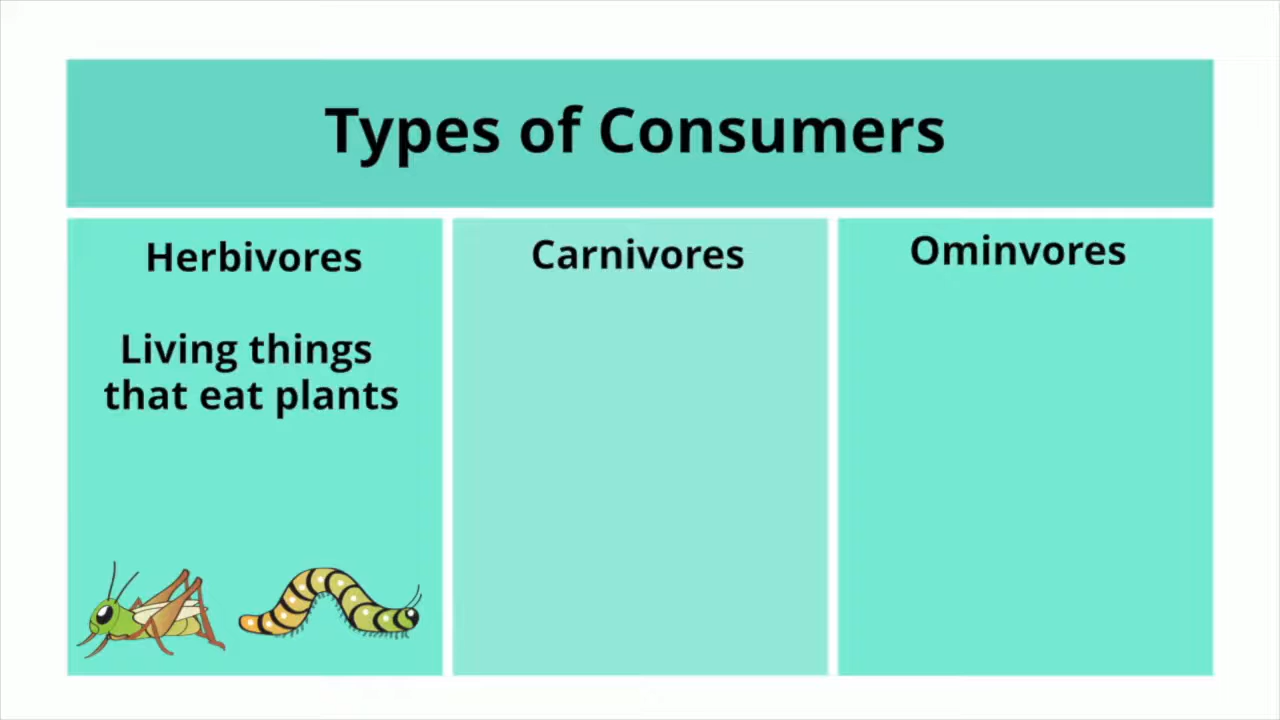 Types of Consumers
Herbivores
Living things
that eat plants
Carnivores
Ominvores